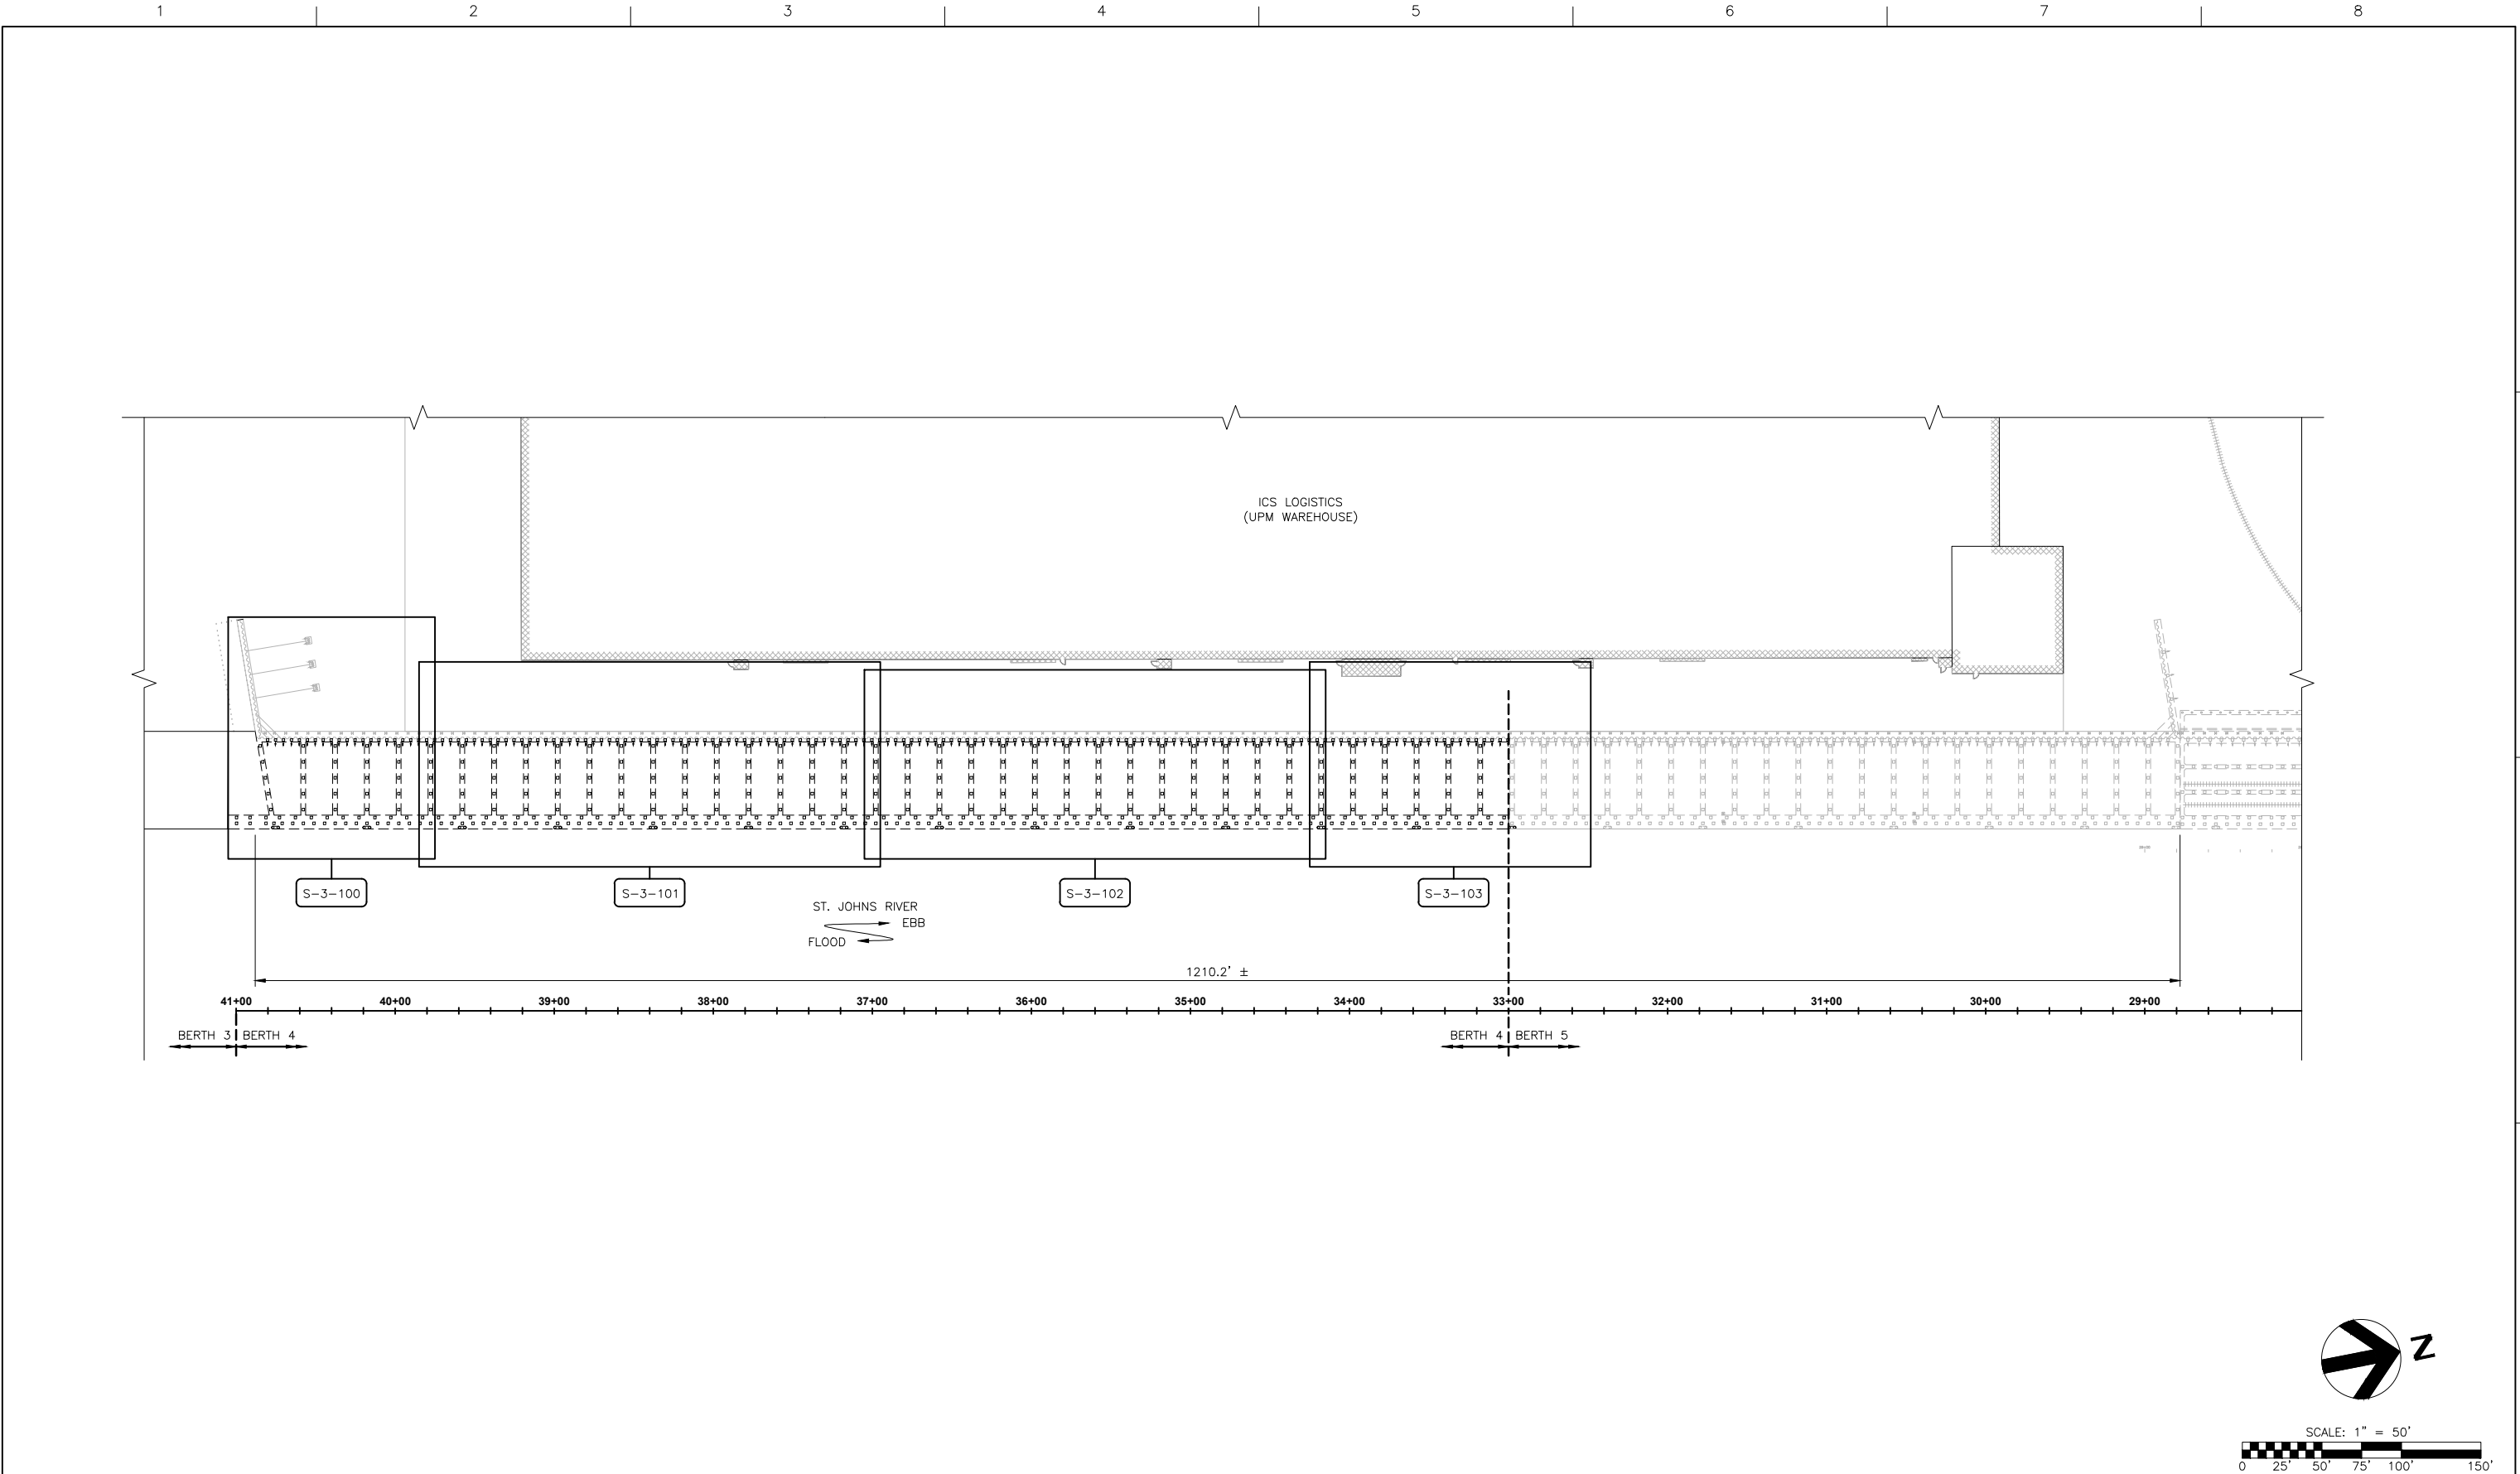 1 2 3 4 5 6 7 8
ICS LOGISTICS
(UPM WAREHOUSE)
S-3-100 S-3-101 S-3-102 S-3-103
ST. JOHNS RIVER
EBB
FLOOD
1210.2' ±
41+00 40+00 39+00 38+00 37+00 36+00 35+00 34+00 33+00 32+00 31+00 30+00 29+00
BERTH 3 BERTH 4 BERTH 4 BERTH 5
N
SCALE: 1" = 50'
0 25' 50' 75' 100' 150'